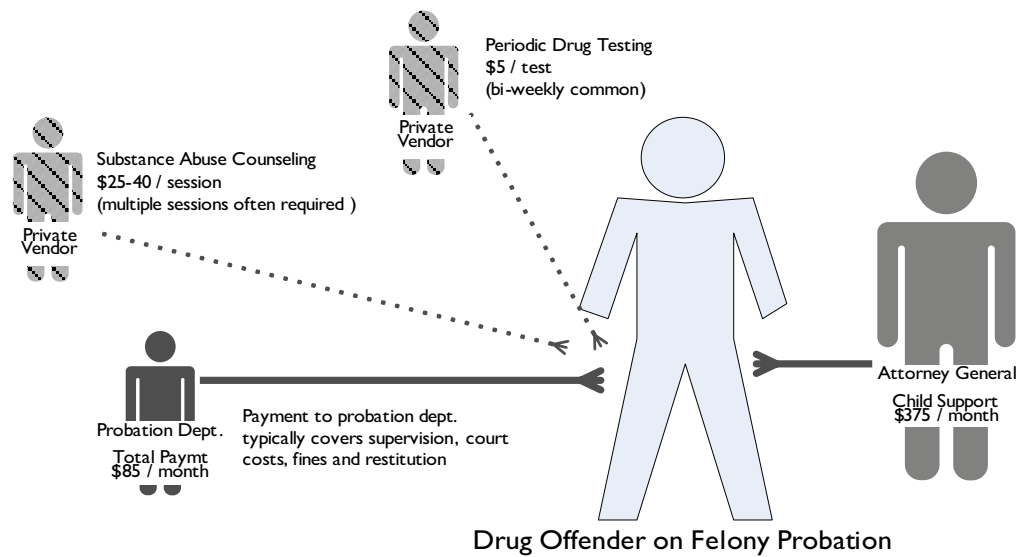 Periodic Drug Testing
$5 / test
(bi-weekly common)
Private
Vendor
Substance Abuse Counseling
$25-40 / session
(multiple sessions often required )
Private
Vendor
Probation Dept.
Total Paymt
$85 / month
Payment to probation dept.
typically covers supervision, court
costs, fines and restitution
Attorney General
Child Support
$375 / month
Drug Offender on Felony Probation